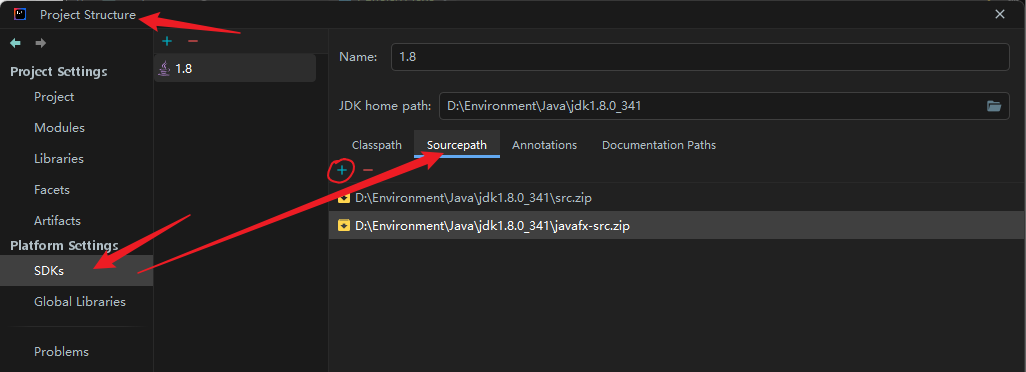 Project Structure
Project Settings
Project
Modules
Libraries
Facets
Artifacts
Platform Settings
SDKs
Global Libraries
Problems
1.8
Name: 1.8
JDK home path: D:\Environment\Java\jdk1.8.0_341
Classpath Sourcepath Annotations Documentation Paths
D:\Environment\Java\jdk1.8.0_341\src.zip
D:\Environment\Java\jdk1.8.0_341\javafx-src.zip